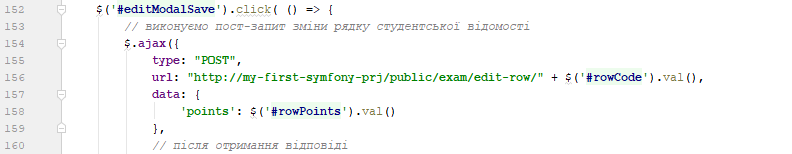 152 $('#editModalSave').click( () => {
153 // виконуємо пост-запит зміни рядку студентської відомості
154 $.ajax({
155 type: "POST",
156 url: "http://my-first-symfony-prj/public/exam/edit-row/" + $('#rowCode').val(),
157 data: {
158 'points': $('#rowPoints').val()
159 },
160 // після отримання відповіді